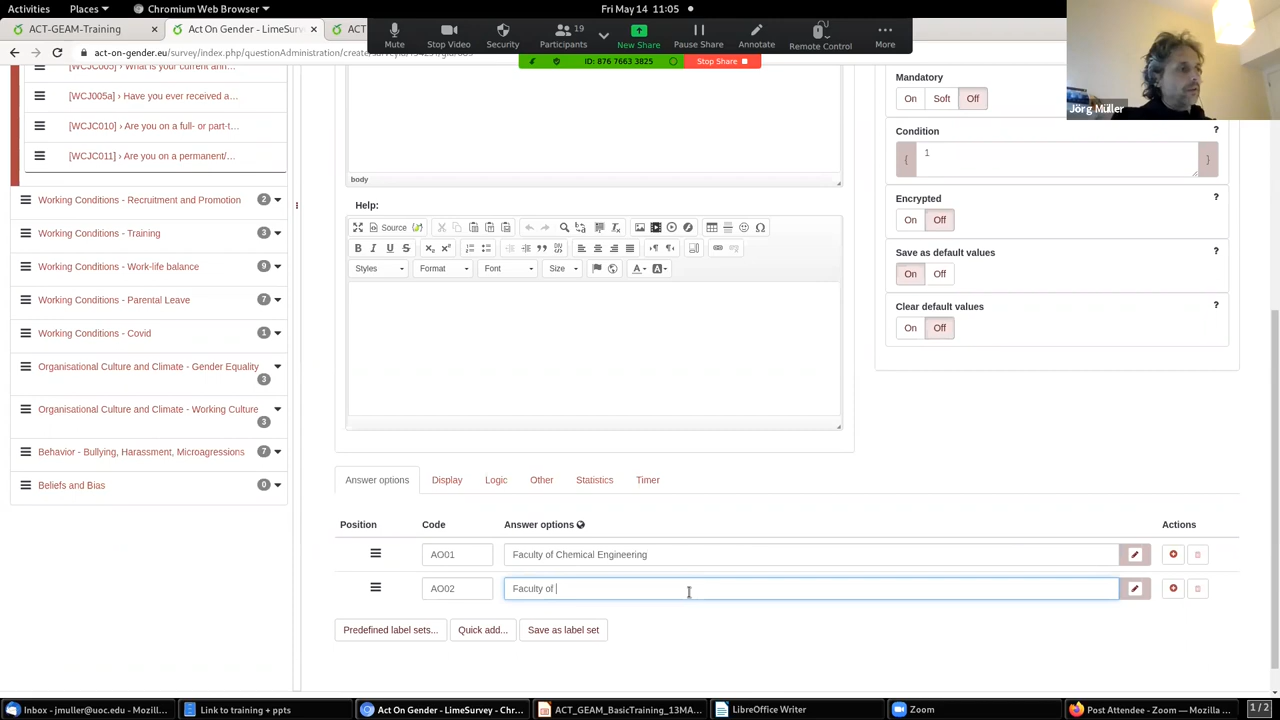 Activities
Places
Chromium Web Browser
Fri May 14 11:05
ACT-GEAM-Training
Act On Gender - LimeSurv
ACT
act-on-gender.eu/survey/index.php/questionAdministration/create
Mute
Stop Video
Security
Participants
19
New Share
Pause Share
Annotate
Remote Control
More
ID: 876 7663 3825
Stop Share
Jörg Müller
[WCJC005] › What is your current ann...
[WCJC005a] › Have you ever received a...
[WCJC010] › Are you on a full- or part-t...
[WCJC011] › Are you on a permanent/...
Working Conditions - Recruitment and Promotion 2
Working Conditions - Training 3
Working Conditions - Work-life balance 9
Working Conditions - Parental Leave 7
Working Conditions - Covid 1
Organisational Culture and Climate - Gender Equality
3
Organisational Culture and Climate - Working Culture
3
Behavior - Bullying, Harassment, Microagressions 7
Beliefs and Bias 0
body
Help:
Source
Styles
Format
Font
Size
Mandatory
On Soft Off
Condition ?
{ 1 }
Encrypted ?
On Off
Save as default values ?
On Off
Clear default values ?
On Off
Answer options
Display
Logic
Other
Statistics
Timer
Position Code Answer options Actions
AO01 Faculty of Chemical Engineering
AO02 Faculty of
Predefined label sets...
Quick add...
Save as label set
Inbox - jmuller@uoc.edu - Mozill...
Link to training + ppts
Act On Gender - LimeSurvey - Chr...
ACT_GEAM_BasicTraining_13MA...
LibreOffice Writer
Zoom
Post Attendee - Zoom — Mozilla ...
1 / 2